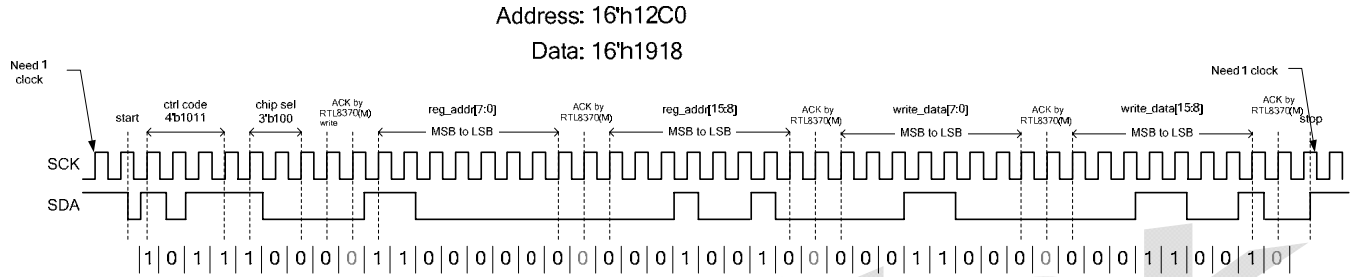 Address: 16'h12C0
Data: 16'h1918
Need 1
clock
start
ctrl code
4'b1011
chip sel
3'b100
ACK by
RTL8370(M)
write
reg_addr[7:0]
MSB to LSB
ACK by
RTL8370(M)
reg_addr[15:8]
MSB to LSB
ACK by
RTL8370(M)
write_data[7:0]
MSB to LSB
ACK by
RTL8370(M)
write_data[15:8]
MSB to LSB
ACK by
RTL8370(M)
stop
Need 1 clock
SCK
SDA
1 0 1 1 1 0 0 0 0 1 1 0 0 0 0 0 0 0 0 0 0 1 0 0 1 0 0 0 0 0 1 1 0 0 0 0 0 0 0 1 1 0 0 1 0